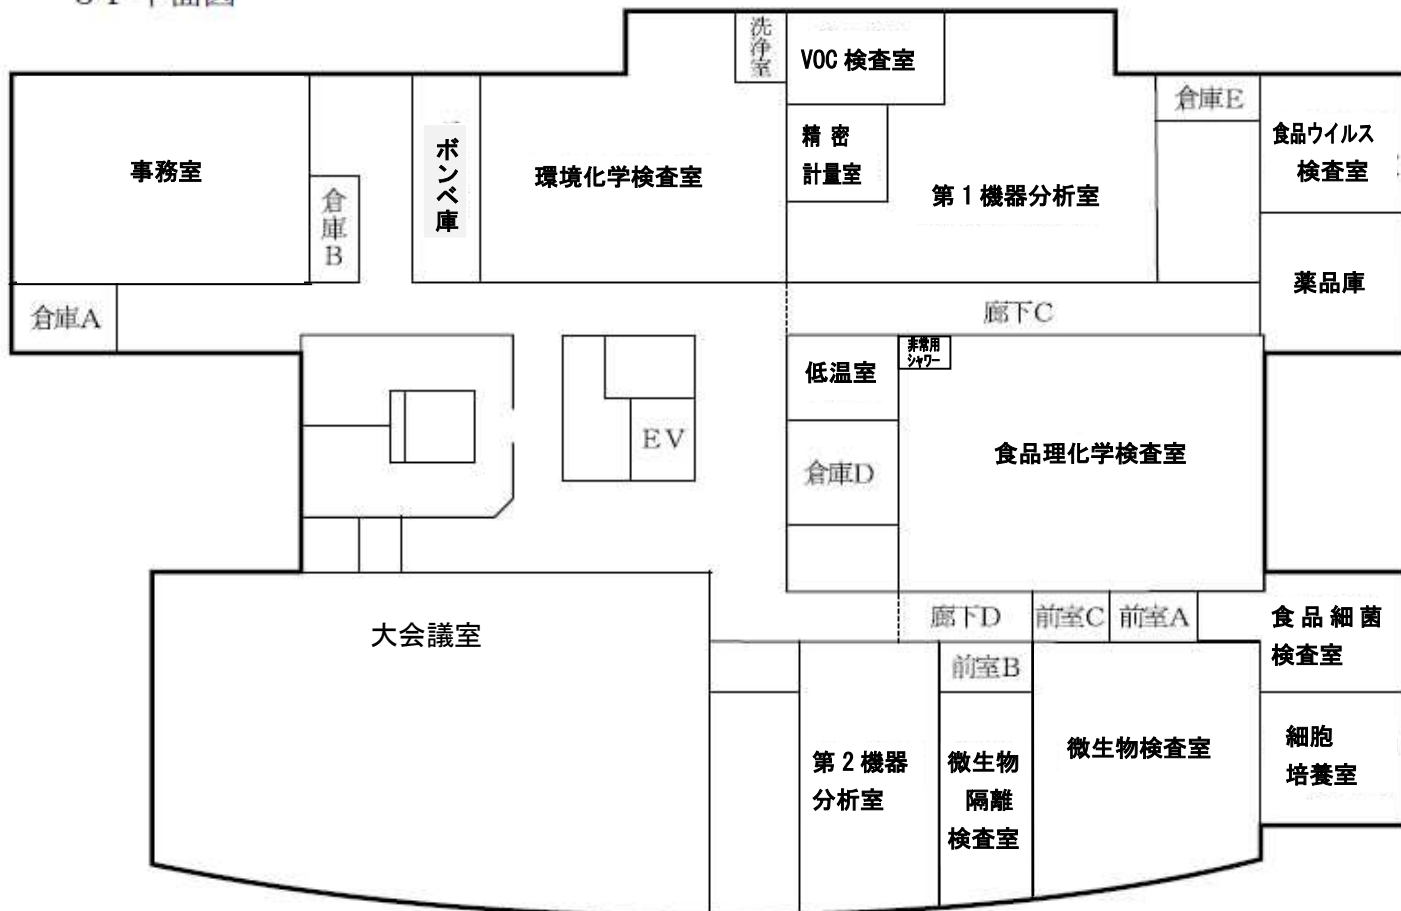 洗浄室
VOC 検査室
倉庫E
精 密
計量室
食品ウイルス
検査室
事務室
ボンベ庫
環境化学検査室
第１機器分析室
倉庫B
薬品庫
倉庫A
廊下C
非常用
シャワー
低温室
EV
食品理化学検査室
倉庫D
廊下D
前室C
前室A
食 品 細 菌
検査室
大会議室
前室B
第２機器
分析室
微生物
隔離
検査室
微生物検査室
細胞
培養室